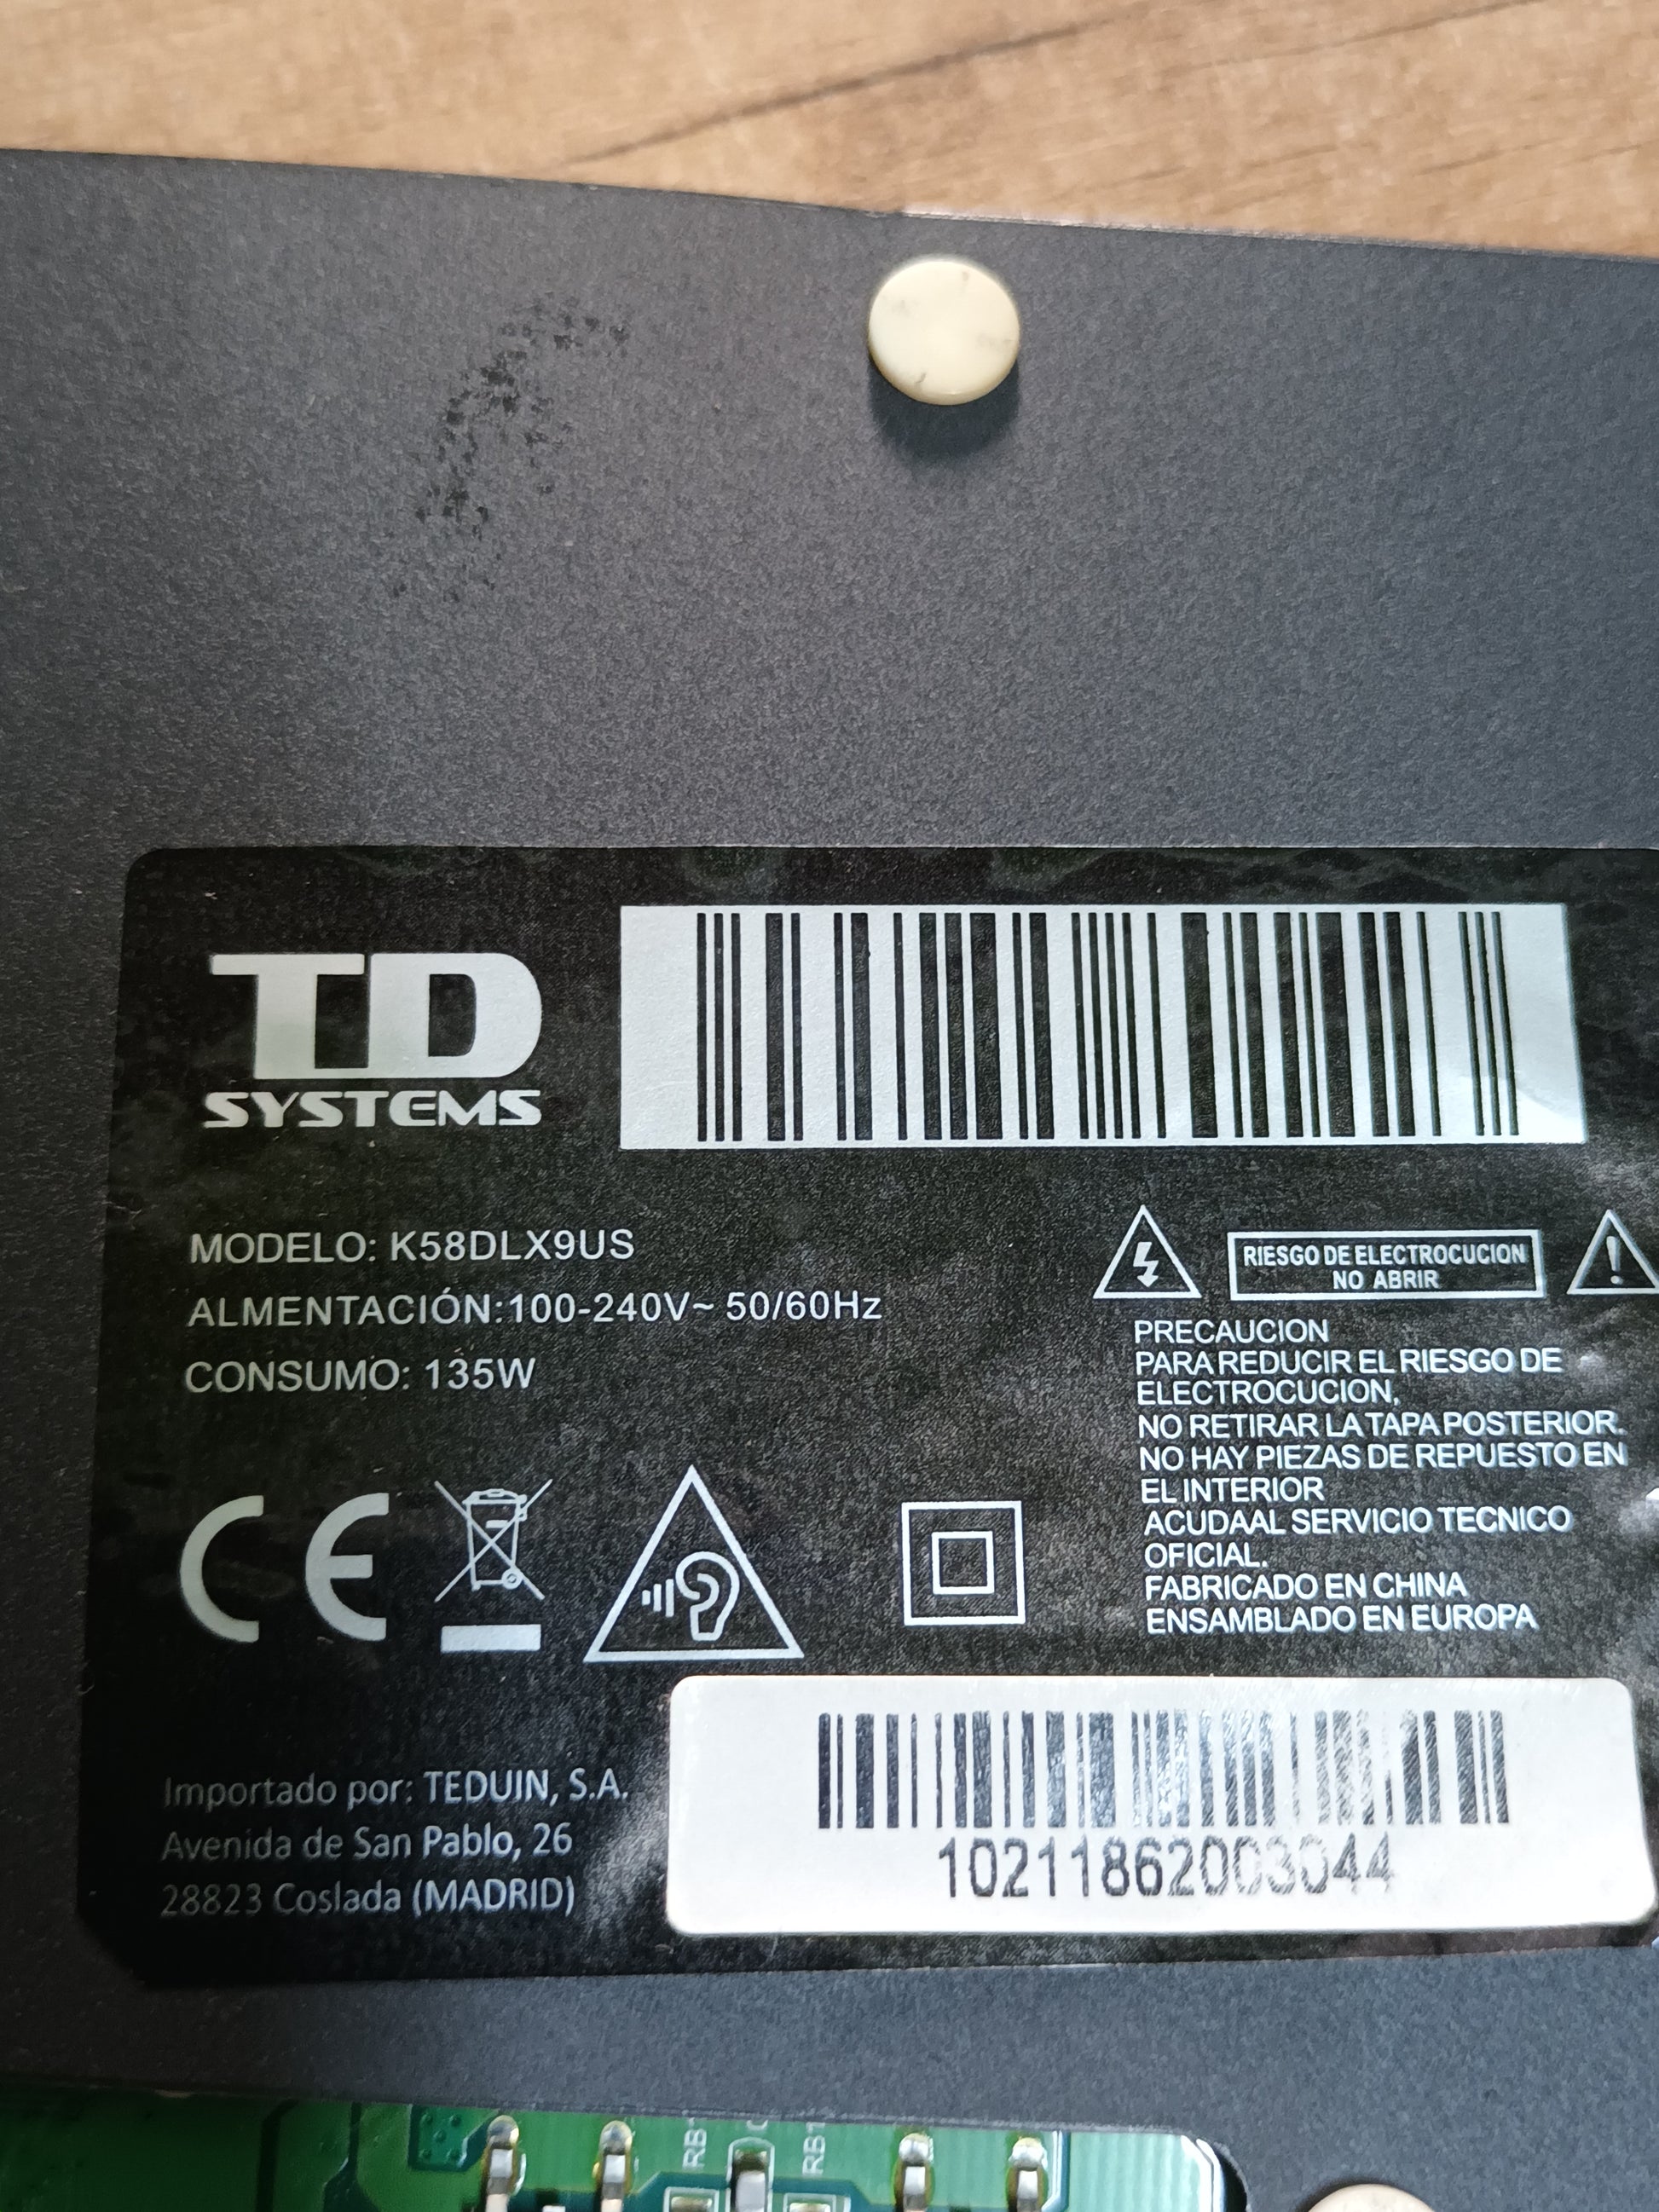 TD
SYSTEMS
MODELO: K58DLX9US
ALMENTACIÓN:100-240V~ 50/60Hz
CONSUMO: 135W
RIESGO DE ELECTROCUCION
NO ABRIR
PRECAUCION
PARA REDUCIR EL RIESGO DE
ELECTROCUCION,
NO RETIRAR LA TAPA POSTERIOR.
NO HAY PIEZAS DE REPUESTO EN
EL INTERIOR
ACUDAAL SERVICIO TECNICO
OFICIAL.
FABRICADO EN CHINA
ENSAMBLADO EN EUROPA
CE
Importado por: TEDUIN, S.A.
Avenida de San Pablo, 26
28823 Coslada (MADRID)
10211862003044